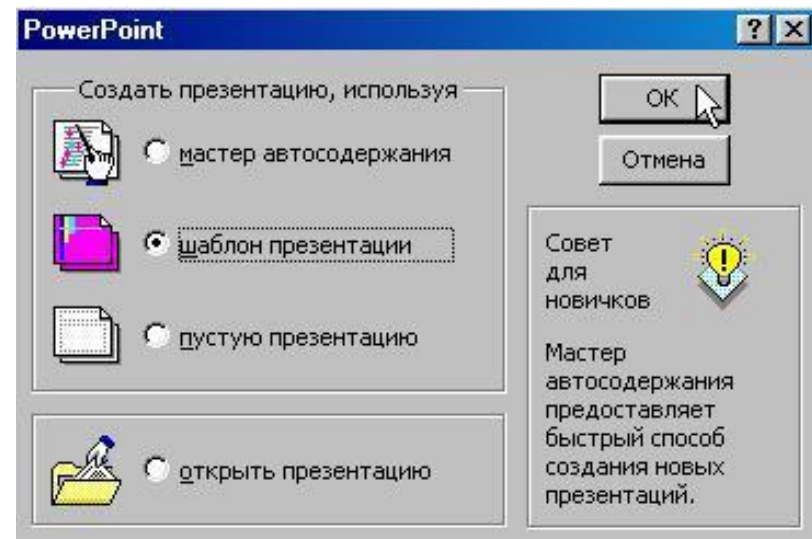 PowerPoint
Создать презентацию, используя
мастер автосодержания
шаблон презентации
пустую презентацию
открыть презентацию
OK
Отмена
Совет
для
новичков
Мастер
автосодержания
предоставляет
быстрый способ
создания новых
презентаций.